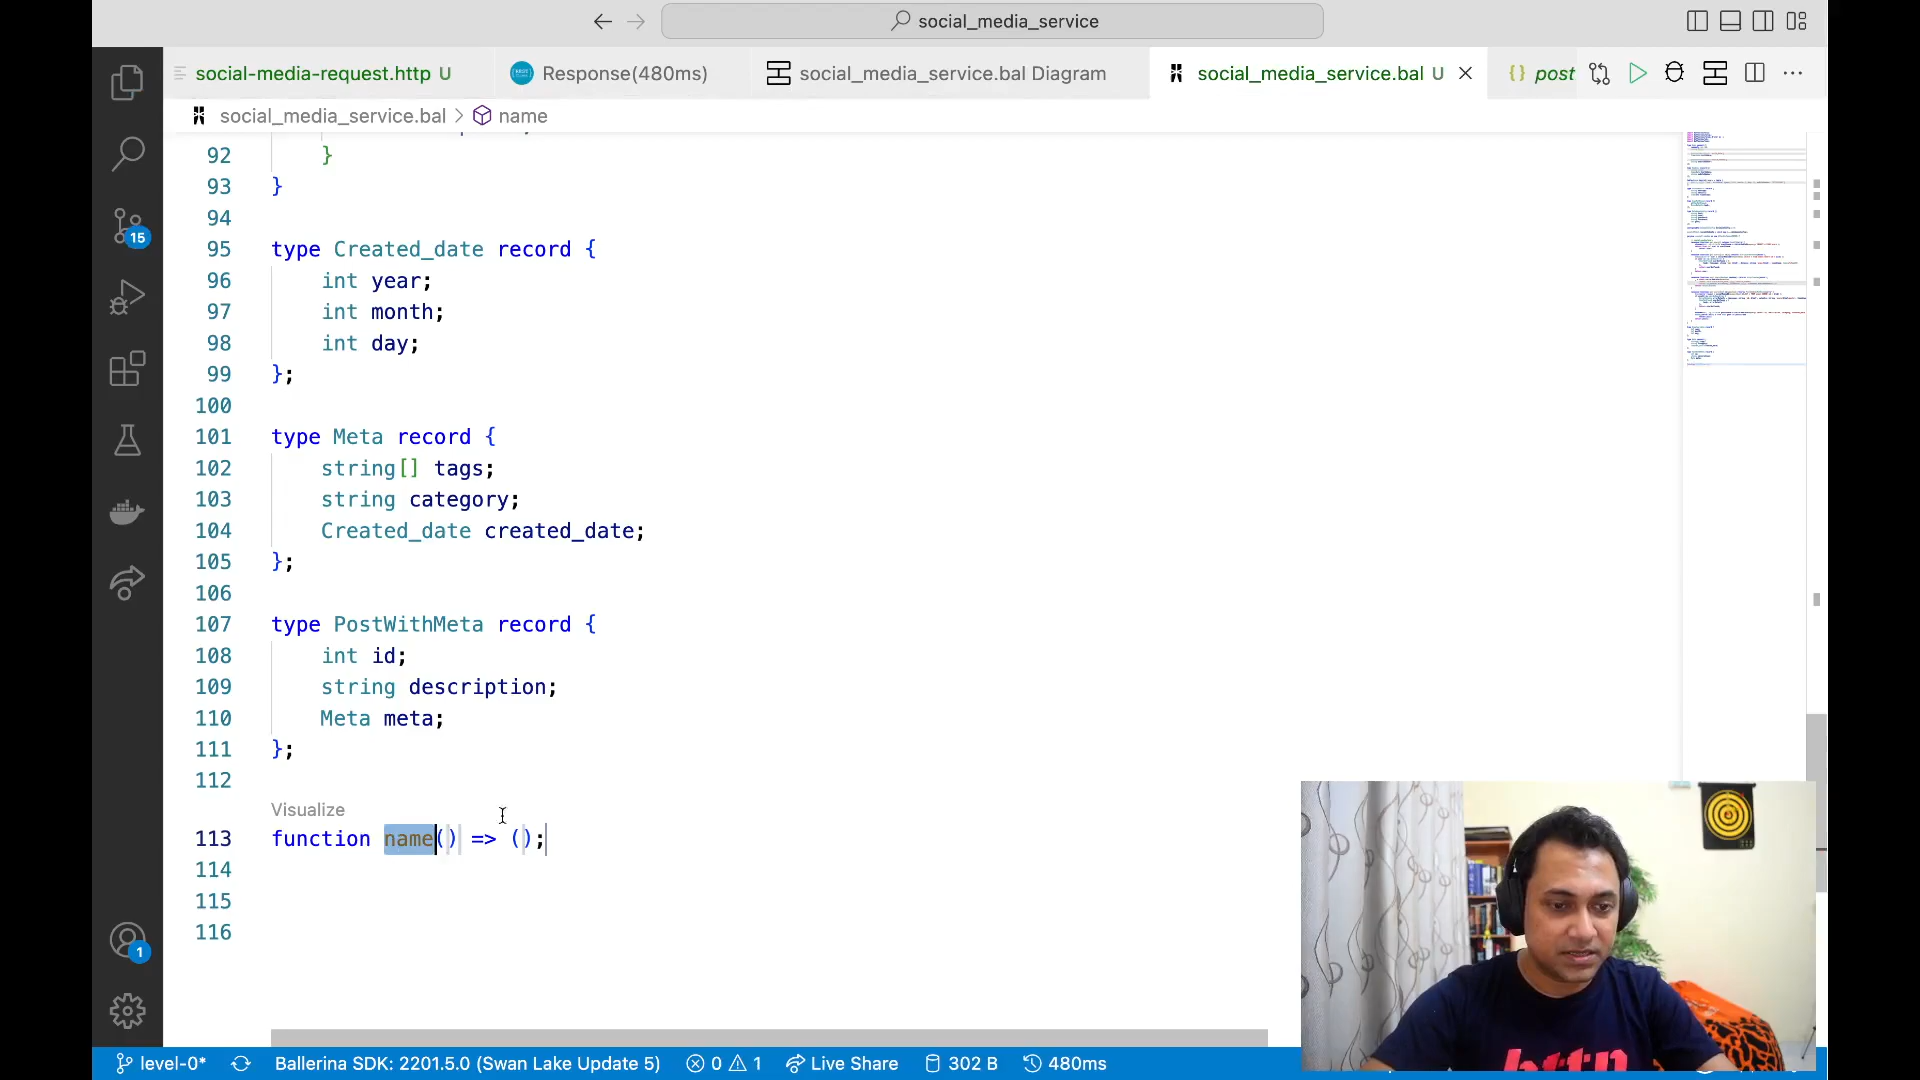 social_media_service
social-media-request.http U
Response(480ms)
social_media_service.bal Diagram
social_media_service.bal U
{} post
social_media_service.bal > name
92 }
93 }
94
95 type Created_date record {
96 int year;
97 int month;
98 int day;
99 };
100
101 type Meta record {
102 string[] tags;
103 string category;
104 Created_date created_date;
105 };
106
107 type PostWithMeta record {
108 int id;
109 string description;
110 Meta meta;
111 };
112
Visualize
113 function name() => ();
114
115
116
15
1
level-0*
Ballerina SDK: 2201.5.0 (Swan Lake Update 5)
0
1
Live Share
302 B
480ms